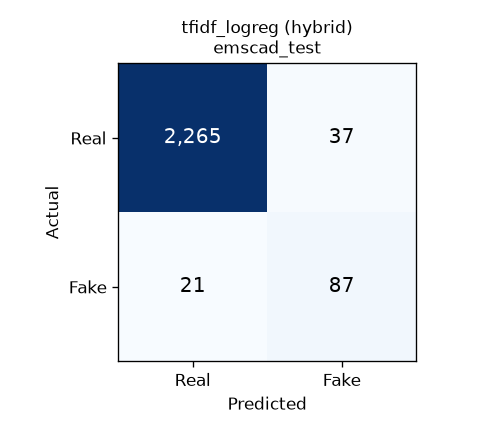 tfidf_logreg (hybrid)
emscad_test
Actual
Real
2,265
37
Fake
21
87
Real
Fake
Predicted